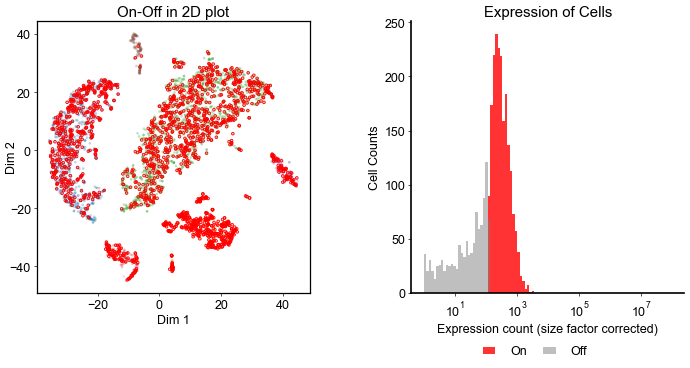 On-Off in 2D plot
40
20
0
−20
−40
Dim 2
−20 0 20 40
Dim 1
Expression of Cells
250
200
150
100
50
0
Cell Counts
10^1 10^3 10^5 10^7
Expression count (size factor corrected)
On Off